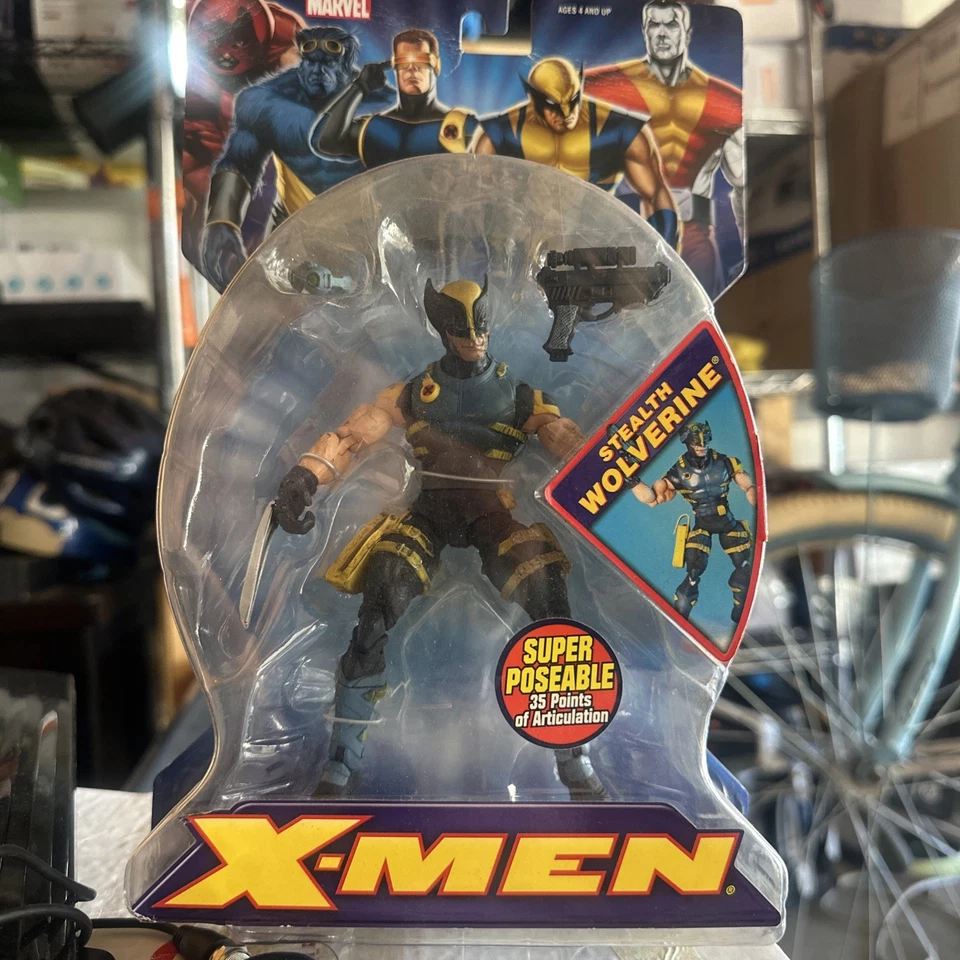 MARVEL
AGES 4 AND UP
STEALTH
WOLVERINE®
SUPER
POSEABLE
35 Points
of Articulation
X-MEN®